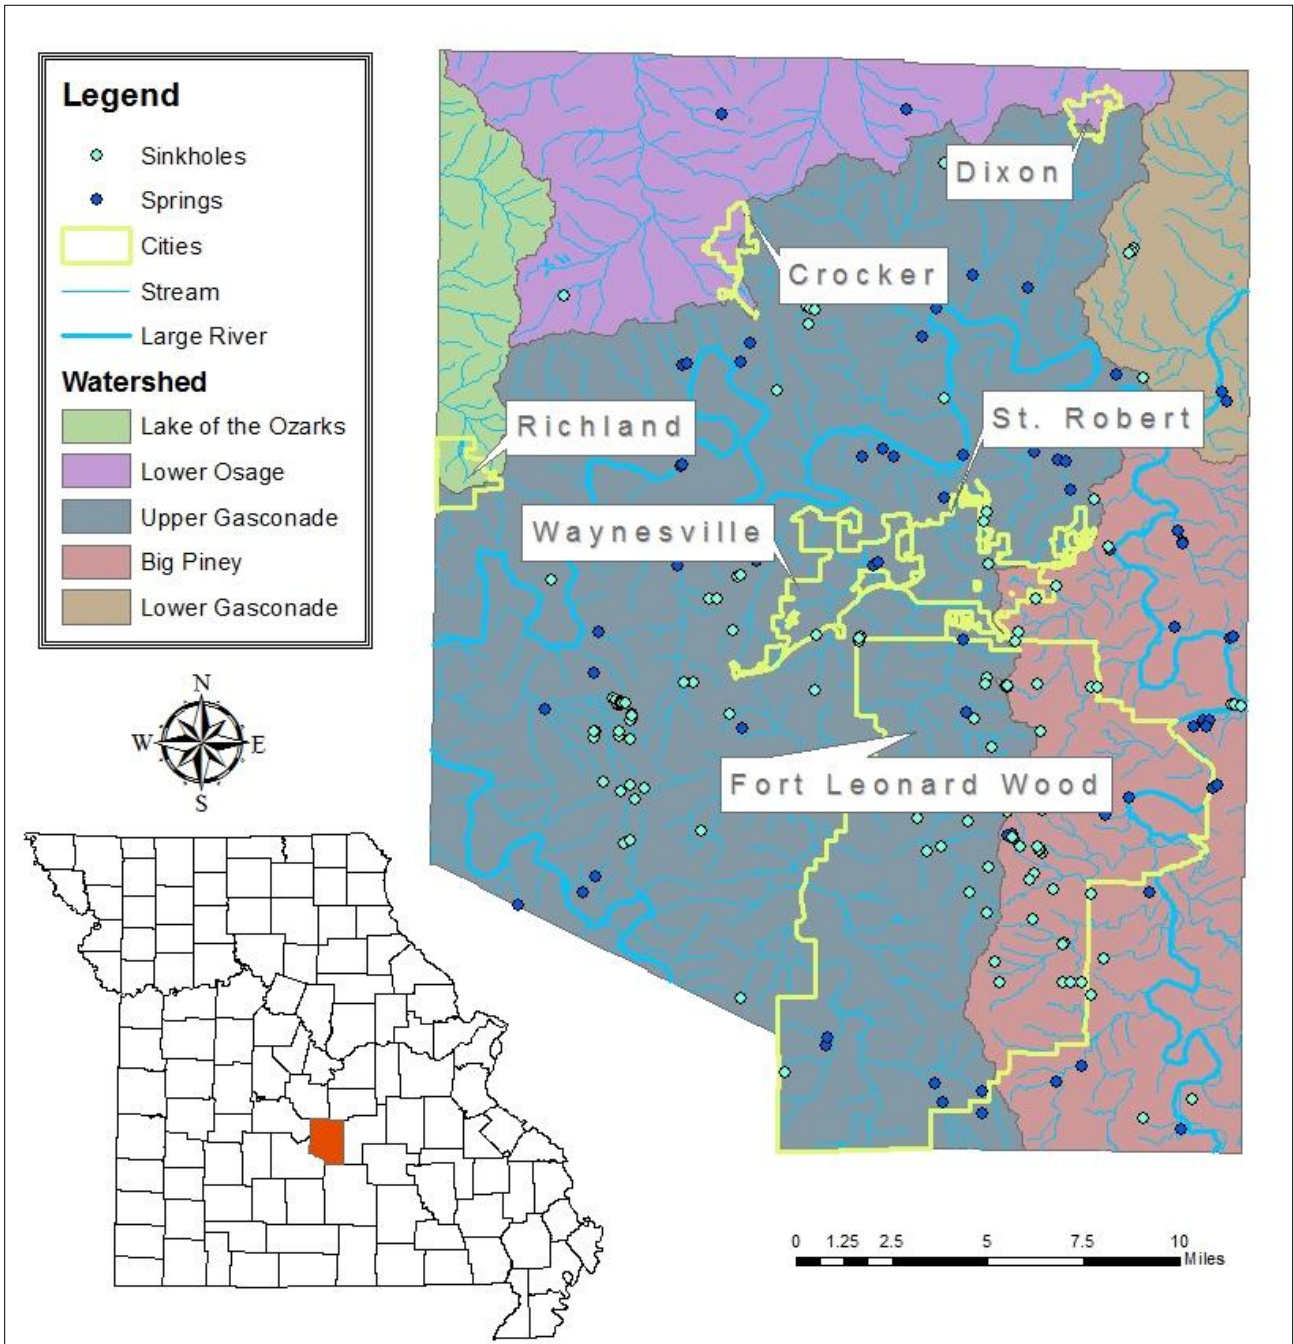 Legend
Sinkholes
Springs
Cities
Stream
Large River
Watershed
Lake of the Ozarks
Lower Osage
Upper Gasconade
Big Piney
Lower Gasconade
Dixon
Crocker
Richland
St. Robert
Waynesville
Fort Leonard Wood
N
W E
S
0 1.25 2.5 5 7.5 10
Miles